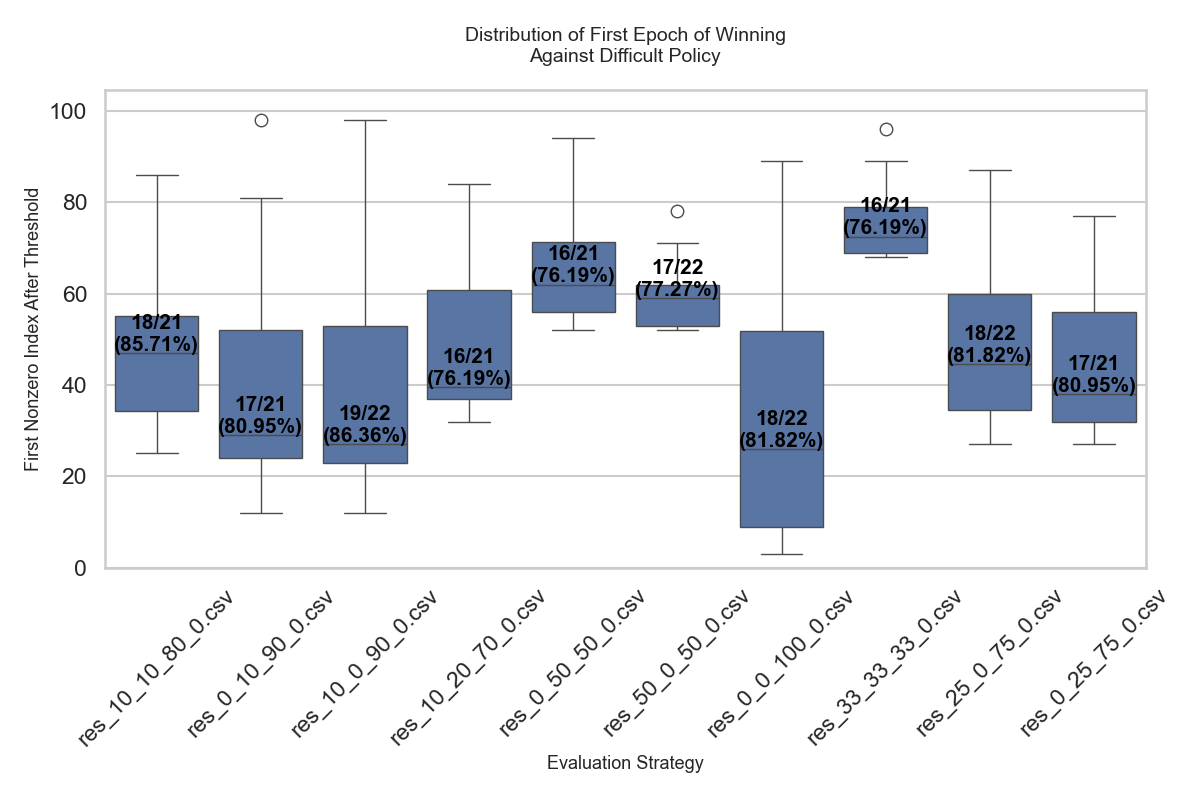 Distribution of First Epoch of Winning
Against Difficult Policy
First Nonzero Index After Threshold
100
80
60
40
20
0
18/21
(85.71%)
17/21
(80.95%)
19/22
(86.36%)
16/21
(76.19%)
16/21
(76.19%)
17/22
(77.27%)
18/22
(81.82%)
16/21
(76.19%)
18/22
(81.82%)
17/21
(80.95%)
res_10_10_80_0.csv
res_0_10_90_0.csv
res_10_0_90_0.csv
res_10_20_70_0.csv
res_0_50_50_0.csv
res_50_0_50_0.csv
res_0_0_100_0.csv
res_33_33_33_0.csv
res_25_0_75_0.csv
res_0_25_75_0.csv
Evaluation Strategy